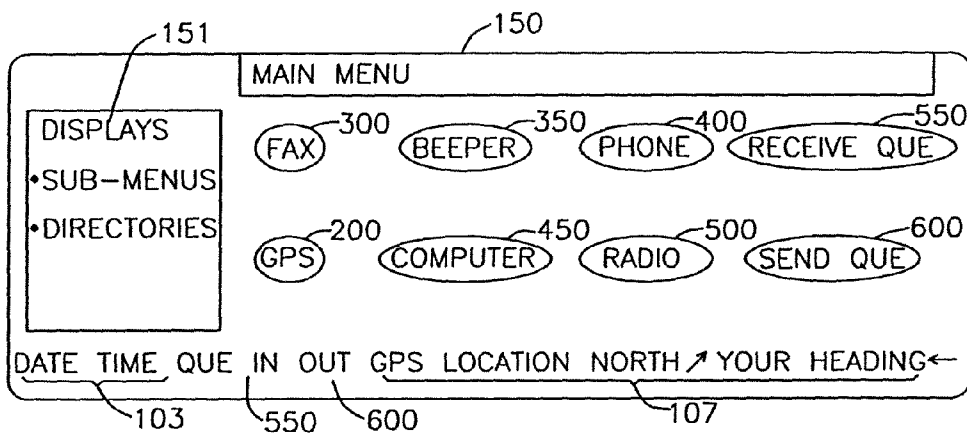 151
150
MAIN MENU
DISPLAYS
•SUB-MENUS
•DIRECTORIES
300 350 400 550
FAX BEEPER PHONE RECEIVE QUE
200 450 500 600
GPS COMPUTER RADIO SEND QUE
DATE TIME QUE IN OUT GPS LOCATION NORTH↗YOUR HEADING←
103 550 600 107